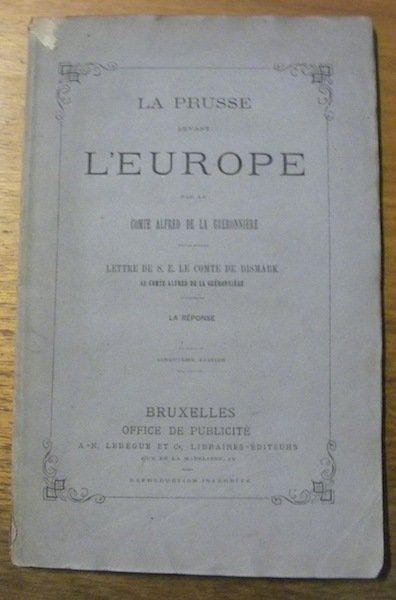 LA PRUSSE
DEVANT
L'EUROPE
PAR LE
COMTE ALFRED DE LA GUÉRONNIÈRE
LETTRE DE S. E. LE COMTE DE BISMARK
AU COMTE ALFRED DE LA GUÉRONNIÈRE
LA RÉPONSE
CINQUIÈME ÉDITION
BRUXELLES
OFFICE DE PUBLICITÉ
A.-N. LEBÈGUE ET Cie, LIBRAIRES-ÉDITEURS
RUE DE LA MADELEINE,
REPRODUCTION INTERDITE